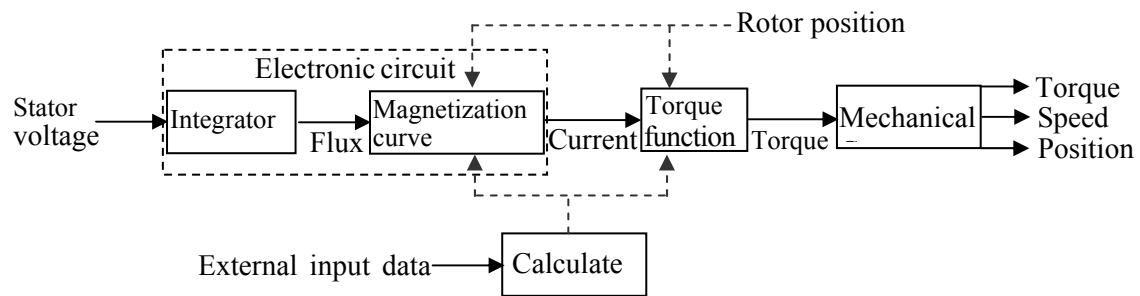 Rotor position
Electronic circuit
Stator
voltage
Integrator
Flux
Magnetization
curve
Current
Torque
function
Torque
Mechanical
Torque
Speed
Position
External input data
Calculate